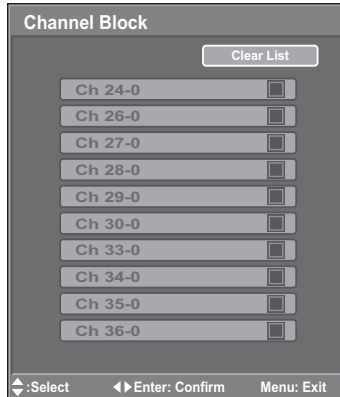 Channel Block
Clear List
Ch 24-0
Ch 26-0
Ch 27-0
Ch 28-0
Ch 29-0
Ch 30-0
Ch 33-0
Ch 34-0
Ch 35-0
Ch 36-0
:Select Enter: Confirm Menu: Exit